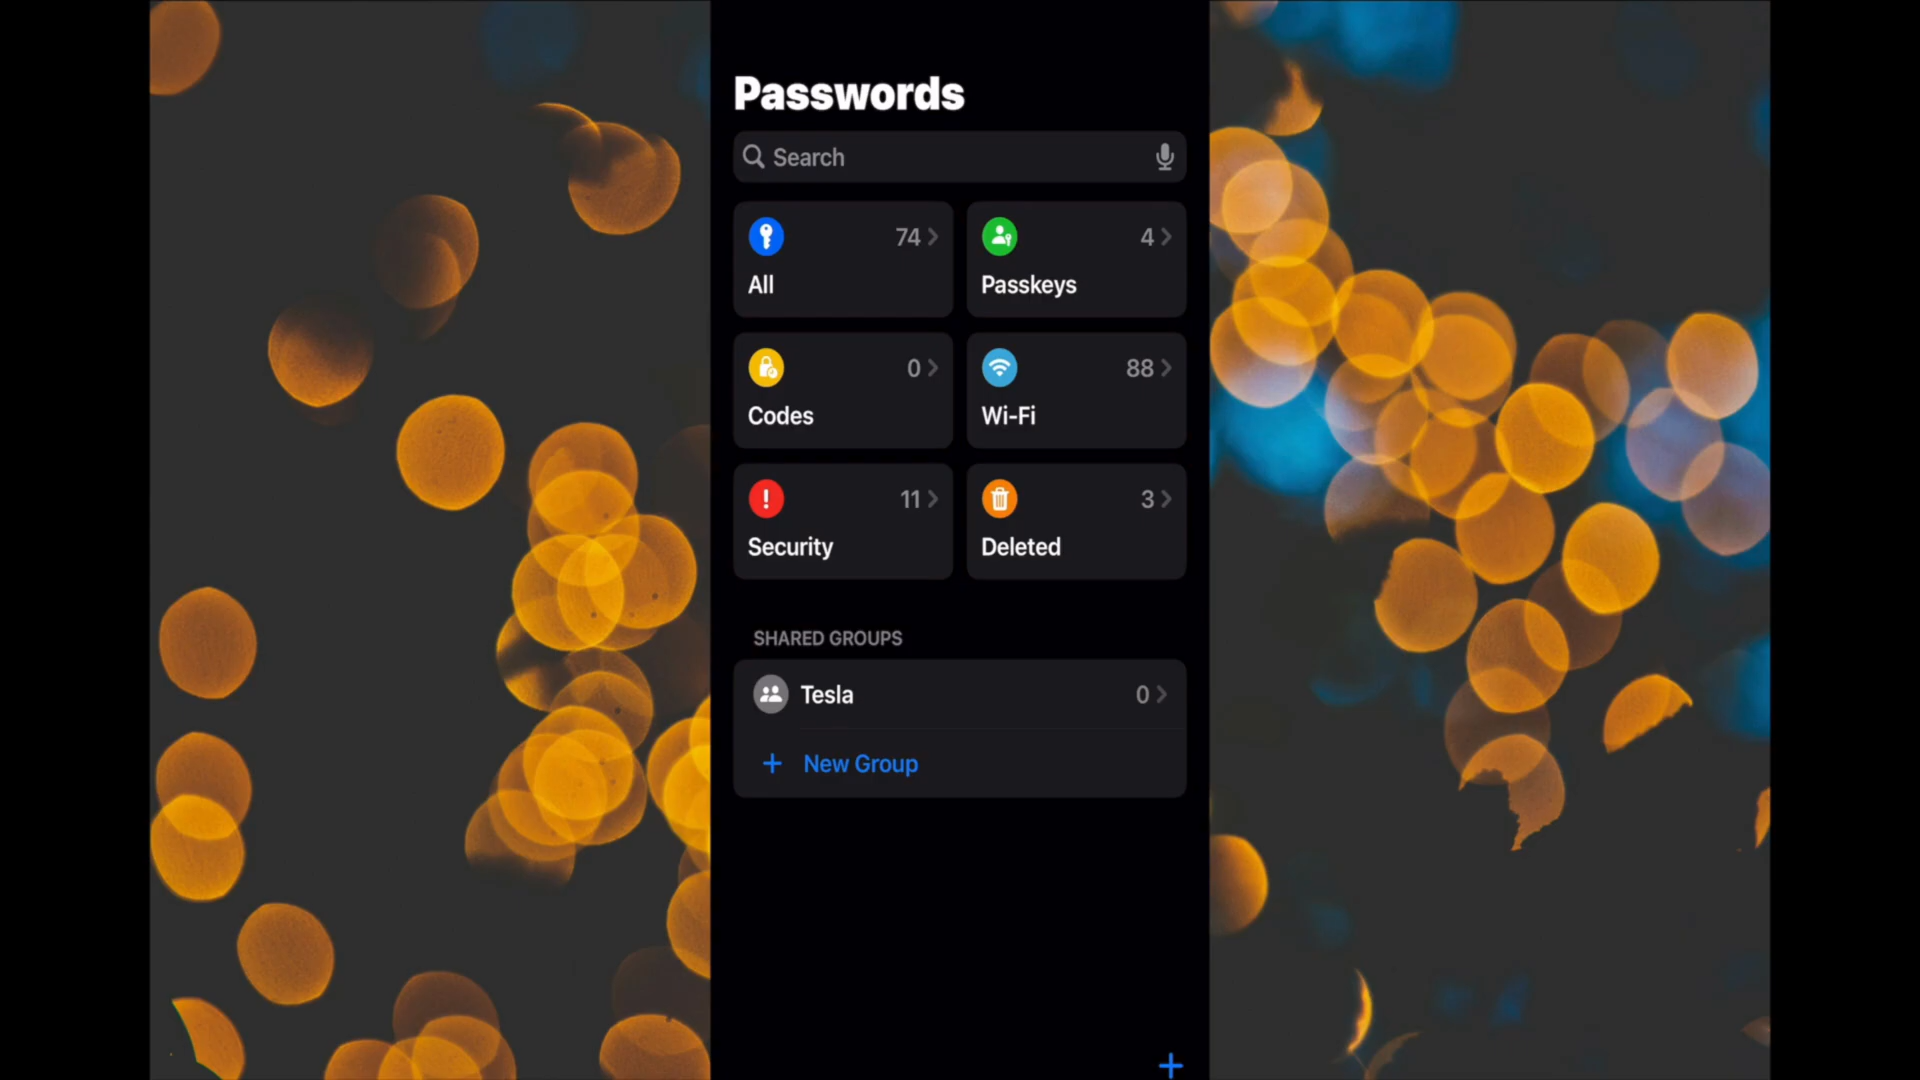 Passwords
Search
74
All
4
Passkeys
0
Codes
88
Wi-Fi
11
Security
3
Deleted
SHARED GROUPS
Tesla 0
+ New Group
+